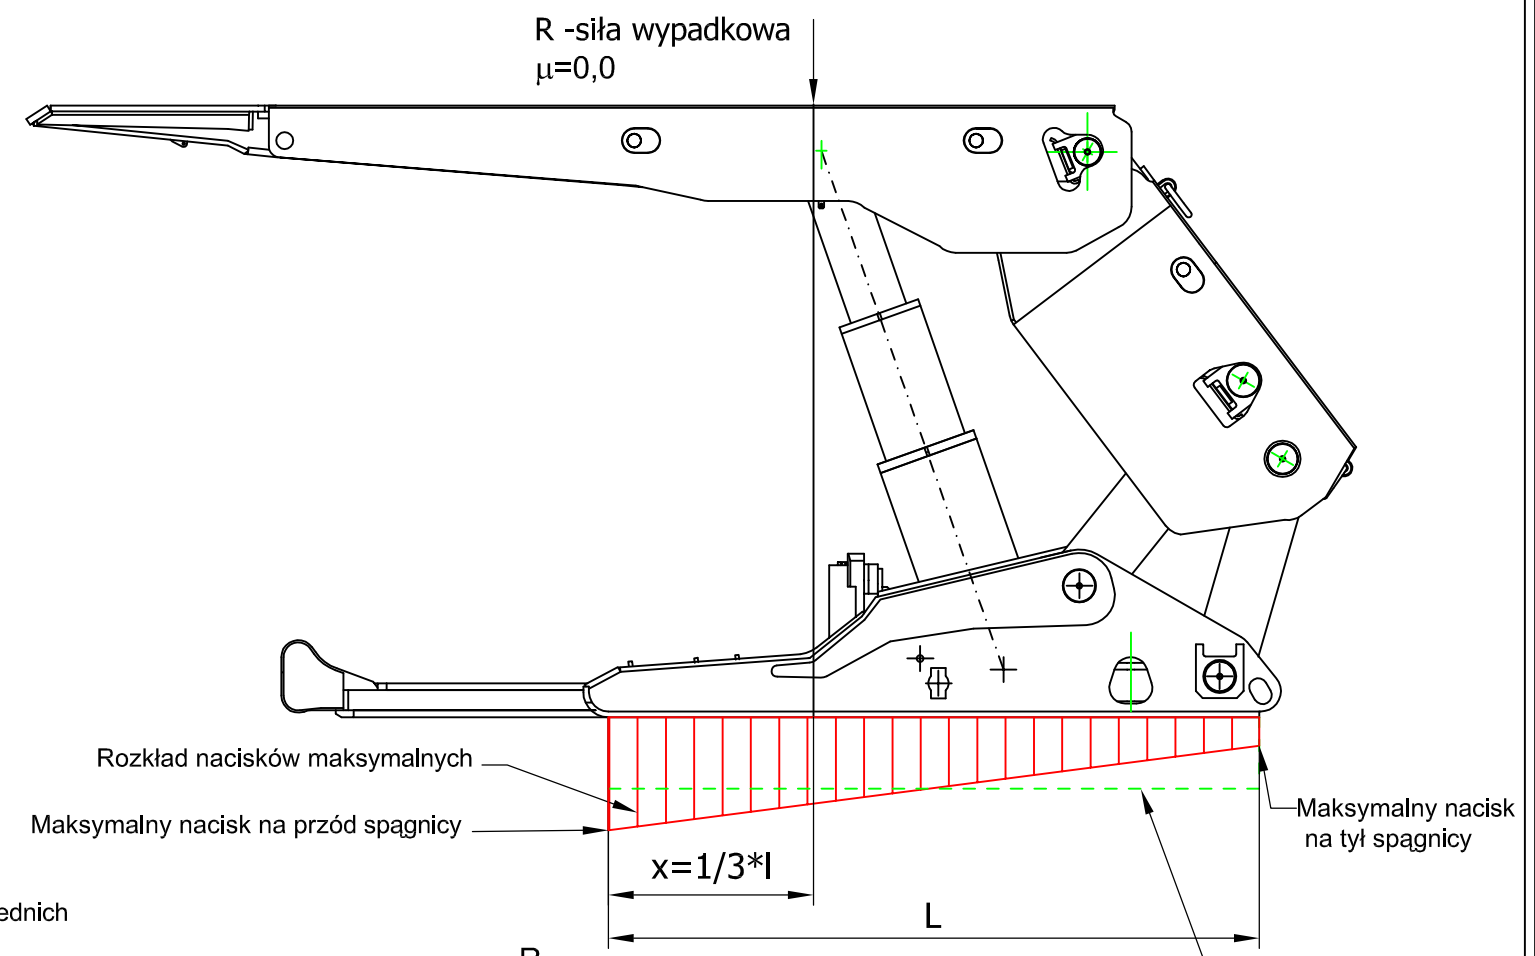 R -siła wypadkowa
μ=0,0
Rozkład nacisków maksymalnych
Maksymalny nacisk na przód spągnicy
Maksymalny nacisk
na tył spągnicy
x=1/3*l
L
ednich